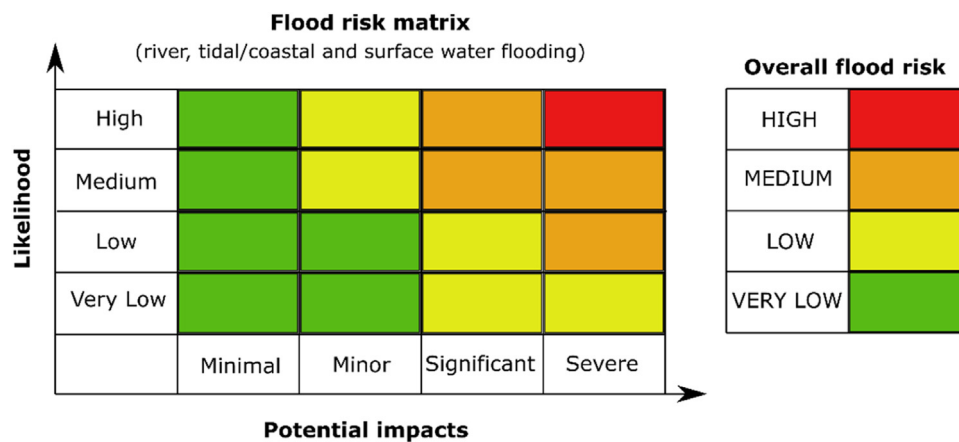 Flood risk matrix
(river, tidal/coastal and surface water flooding)
Likelihood
High
Medium
Low
Very Low
Minimal
Minor
Significant
Severe
Potential impacts
Overall flood risk
HIGH
MEDIUM
LOW
VERY LOW